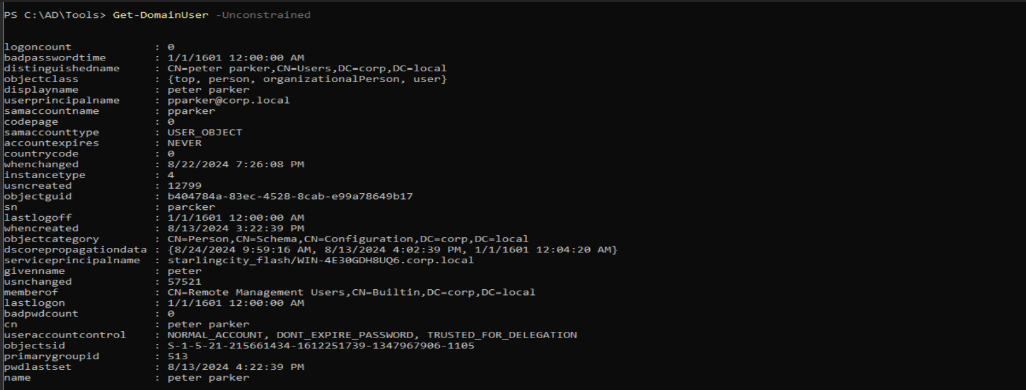 PS C:\AD\Tools> Get-DomainUser -Unconstrained
logoncount : 0
badpasswordtime : 1/1/1601 12:00:00 AM
distinguishedname : CN=peter parker,CN=Users,DC=corp,DC=local
objectclass : {top, person, organizationalPerson, user}
displayname : peter parker
userprincipalname : pparker@corp.local
samaccountname : pparker
codepage : 0
samaccounttype : USER_OBJECT
accountexpires : NEVER
countrycode : 0
whenchanged : 8/22/2024 7:26:08 PM
instancetype : 4
usncreated : 12799
objectguid : b404784a-83ec-4528-8cab-e99a78649b17
sn : parcker
lastlogoff : 1/1/1601 12:00:00 AM
whencreated : 8/13/2024 3:22:39 PM
objectcategory : CN=Person,CN=Schema,CN=Configuration,DC=corp,DC=local
dscorepropagationdata : {8/24/2024 9:59:16 AM, 8/13/2024 4:02:39 PM, 1/1/1601 12:04:20 AM}
serviceprincipalname : starlingcity_flash/WIN-4E30GDH8UQ6.corp.local
givenname : peter
usnchanged : 57521
memberof : CN=Remote Management Users,CN=Builtin,DC=corp,DC=local
lastlogon : 1/1/1601 12:00:00 AM
badpwdcount : 0
cn : peter parker
useraccountcontrol : NORMAL_ACCOUNT, DONT_EXPIRE_PASSWORD, TRUSTED_FOR_DELEGATION
objectsid : S-1-5-21-215661434-1612251739-1347967906-1105
primarygroupid : 513
pwdlastset : 8/13/2024 4:22:39 PM
name : peter parker